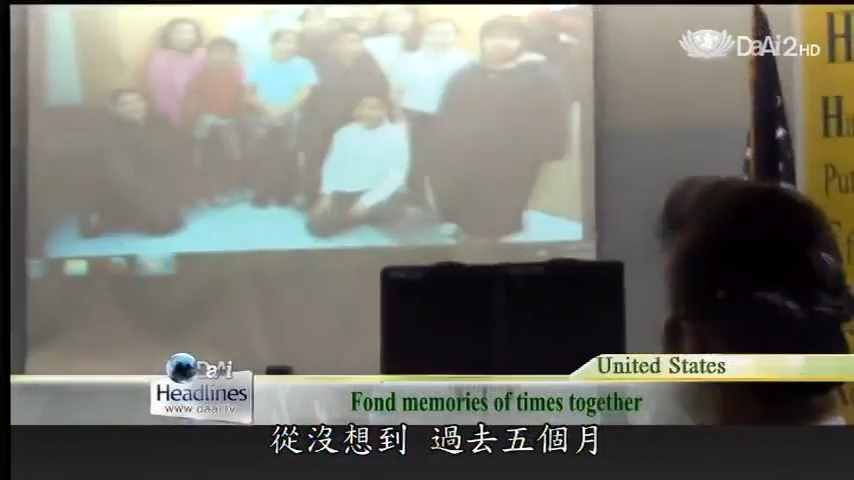 DaAi2HD
United States
DaAi
Headlines
www.daai.tv
Fond memories of times together
從沒想到 過去五個月